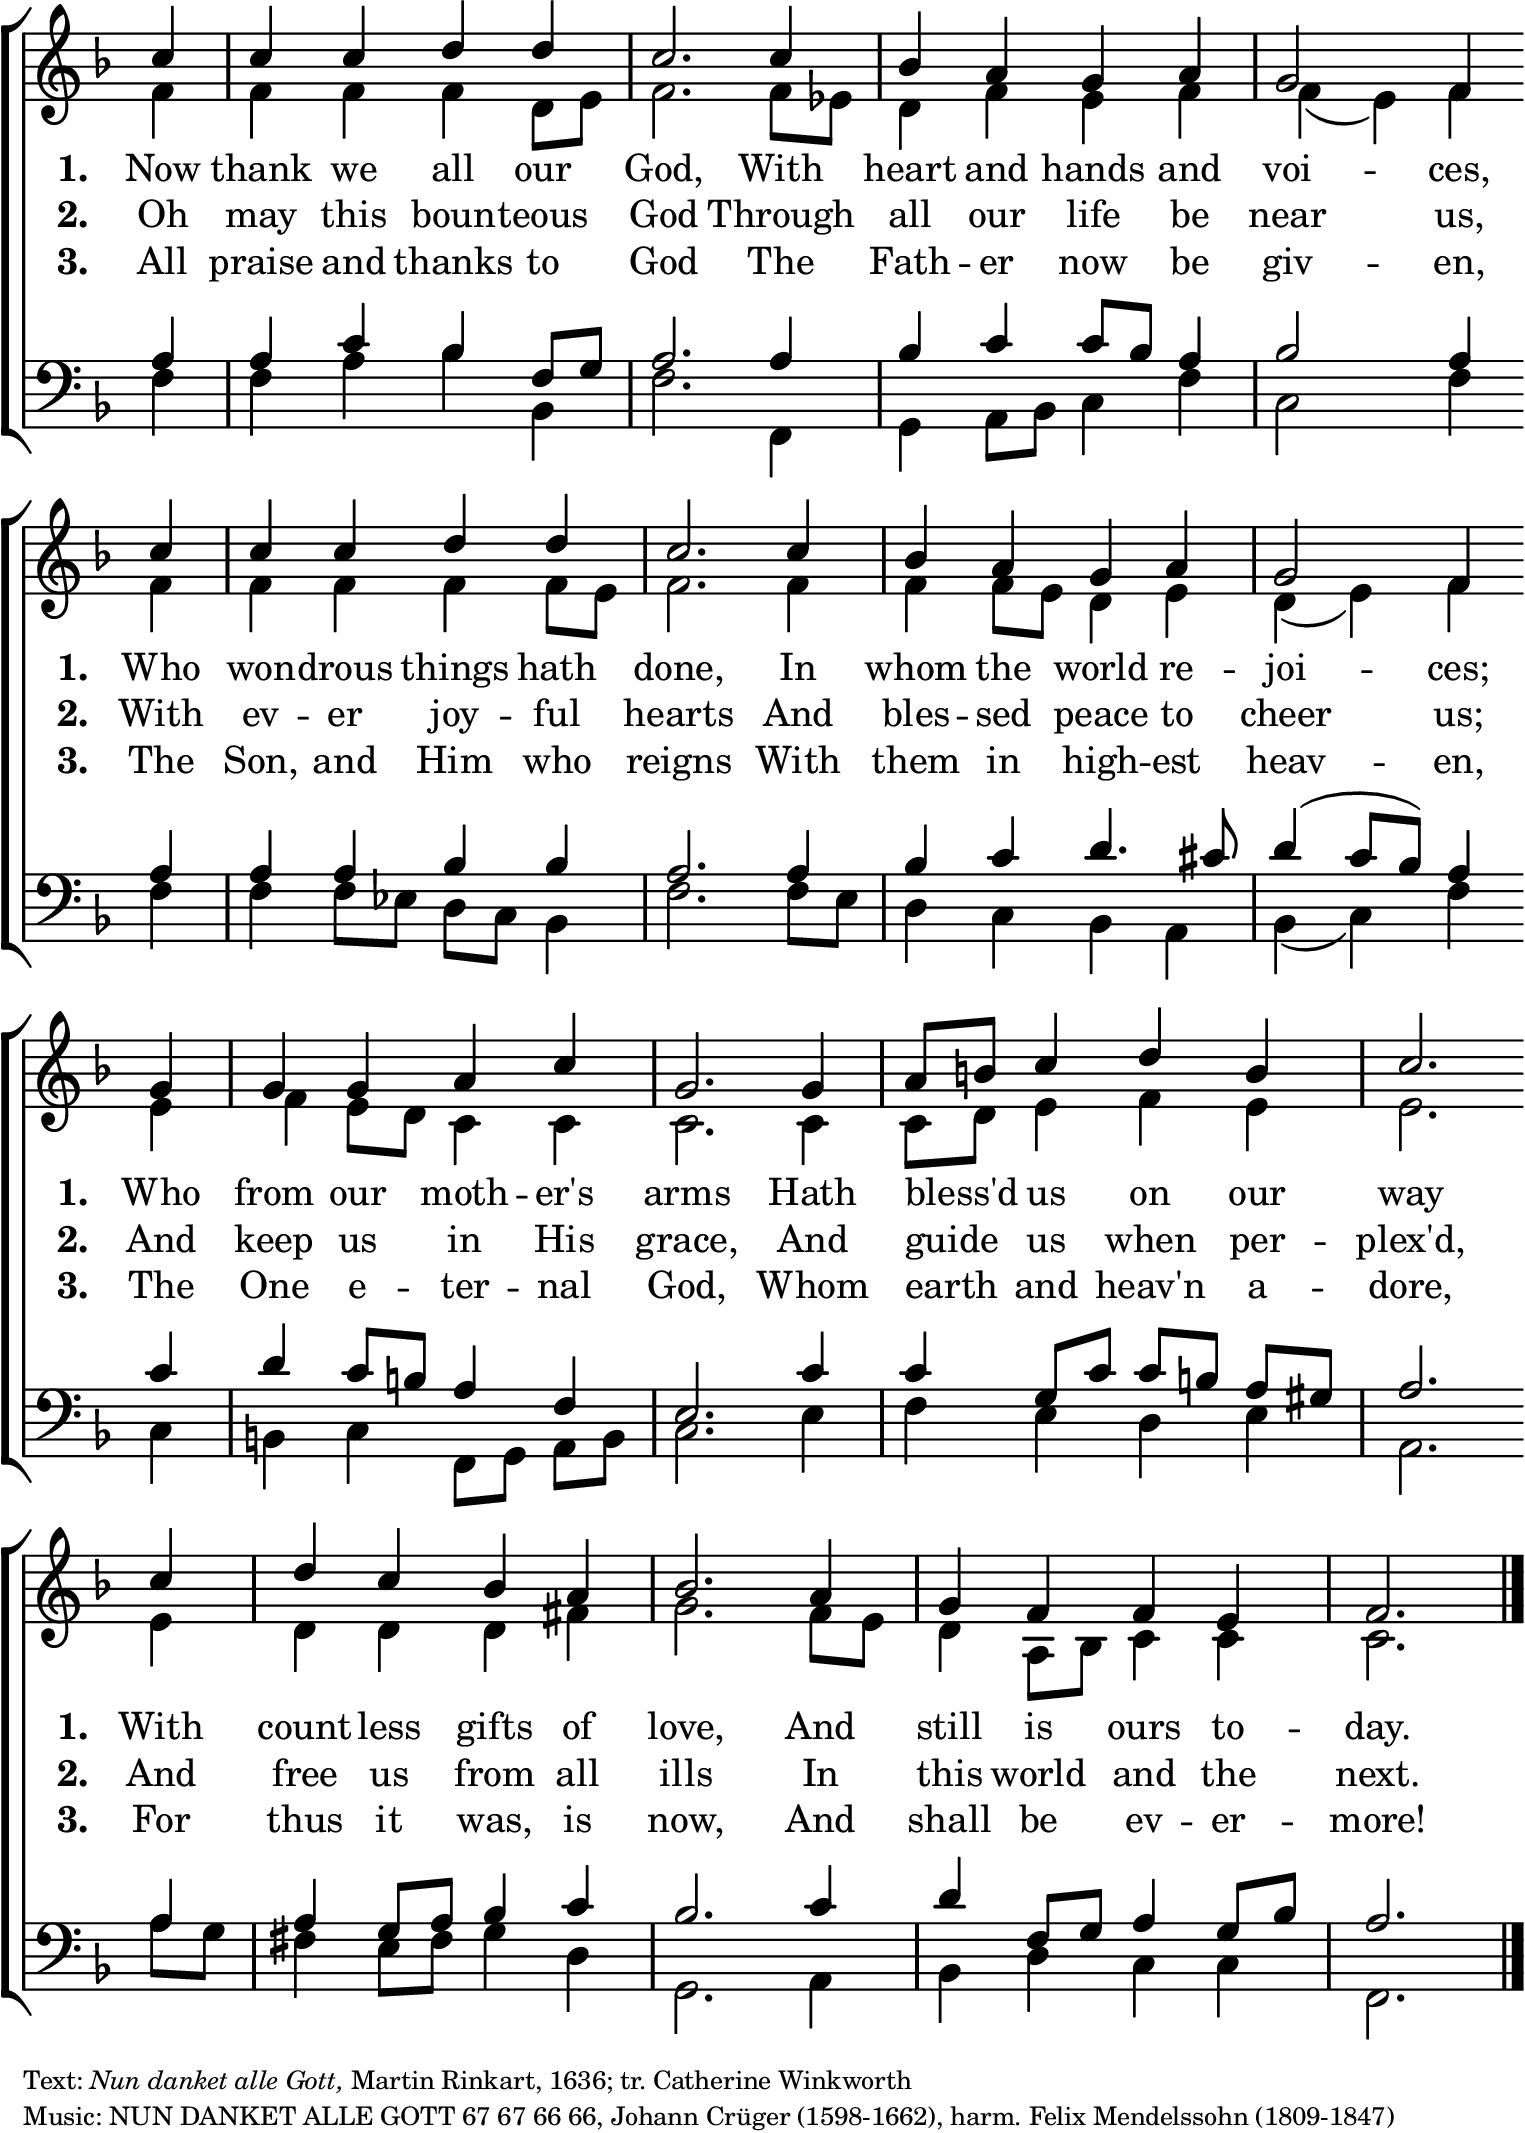 1. Now thank we all our God, With heart and hands and voi -- ces,
2. Oh may this bounteous God Through all our life be near us,
3. All praise and thanks to God The Fath -- er now be giv -- en,
1. Who wondrous things hath done, In whom the world re -- joi -- ces;
2. With ev -- er joy -- ful hearts And bles -- sed peace to cheer us;
3. The Son, and Him who reigns With them in high -- est heav -- en,
1. Who from our moth -- er's arms Hath bless'd us on our way
2. And keep us in His grace, And guide us when per -- plex'd,
3. The One e -- ter -- nal God, Whom earth and heav'n a -- dore,
1. With countless gifts of love, And still is ours to -- day.
2. And free us from all ills In this world and the next.
3. For thus it was, is now, And shall be ev -- er -- more!
Text: Nun danket alle Gott, Martin Rinkart, 1636; tr. Catherine Winkworth
Music: NUN DANKET ALLE GOTT 67 67 66 66, Johann Crüger (1598-1662), harm. Felix Mendelssohn (1809-1847)